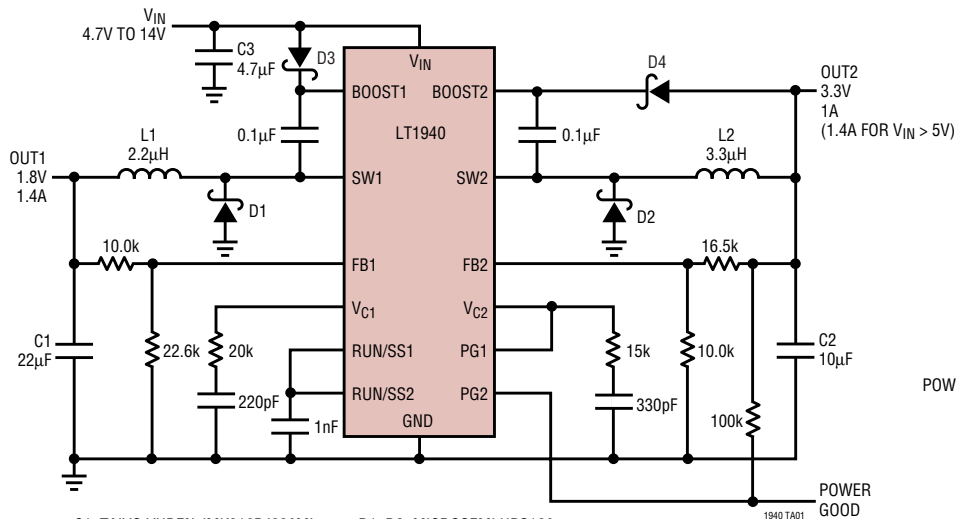 VIN
4.7V TO 14V
C3
4.7µF
D3
VIN
D4
OUT2
3.3V
1A
(1.4A FOR VIN > 5V)
BOOST1
BOOST2
LT1940
0.1µF
0.1µF
L1
2.2µH
L2
3.3µH
OUT1
1.8V
1.4A
SW1
SW2
D1
D2
10.0k
16.5k
FB1
FB2
VC1
VC2
C1
22µF
22.6k
20k
RUN/SS1
PG1
15k
10.0k
C2
10µF
RUN/SS2
PG2
POW
220pF
1nF
GND
330pF
100k
POWER
GOOD
1940 TA01